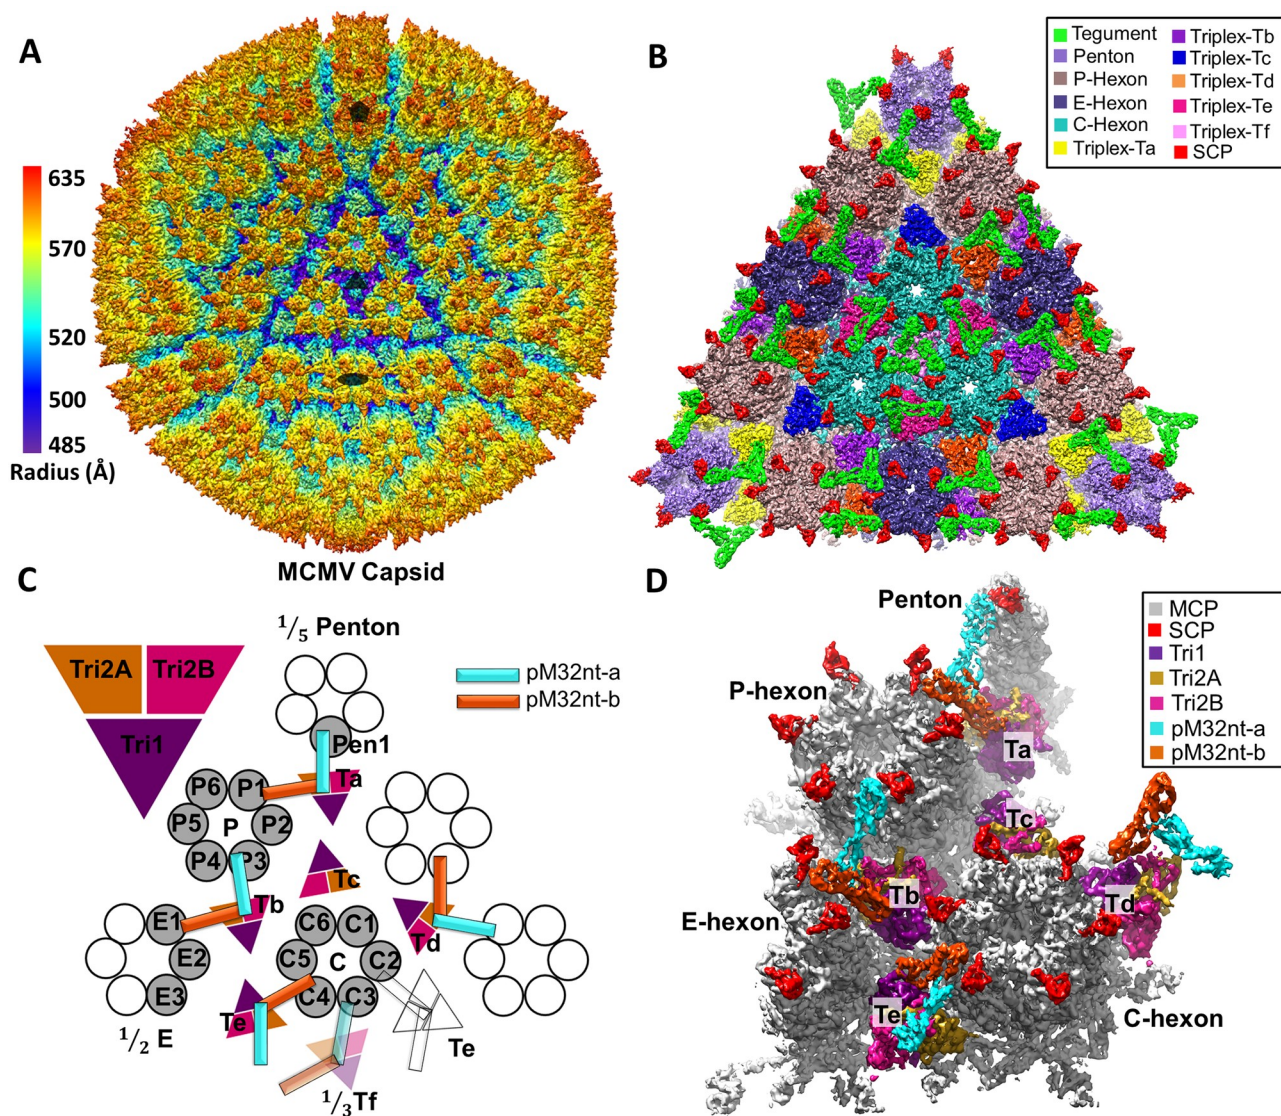 A
635
570
520
500
485
Radius (Å)
MCMV Capsid
B
Tegument
Penton
P-Hexon
E-Hexon
C-Hexon
Triplex-Ta
Triplex-Tb
Triplex-Tc
Triplex-Td
Triplex-Te
Triplex-Tf
SCP
C
Tri2A Tri2B
Tri1
1/5 Penton
pM32nt-a
pM32nt-b
Pen1
Ta
P6 P1
P5 P P2
P4 P3
Tc
Tb
E1
E2
E3
1/2 E
C6 C1
C5 C C2
C4 C3
Td
Te
Te
1/3Tf
D
Penton
P-hexon
E-hexon
C-hexon
Ta
Tc
Tb
Td
Te
MCP
SCP
Tri1
Tri2A
Tri2B
pM32nt-a
pM32nt-b